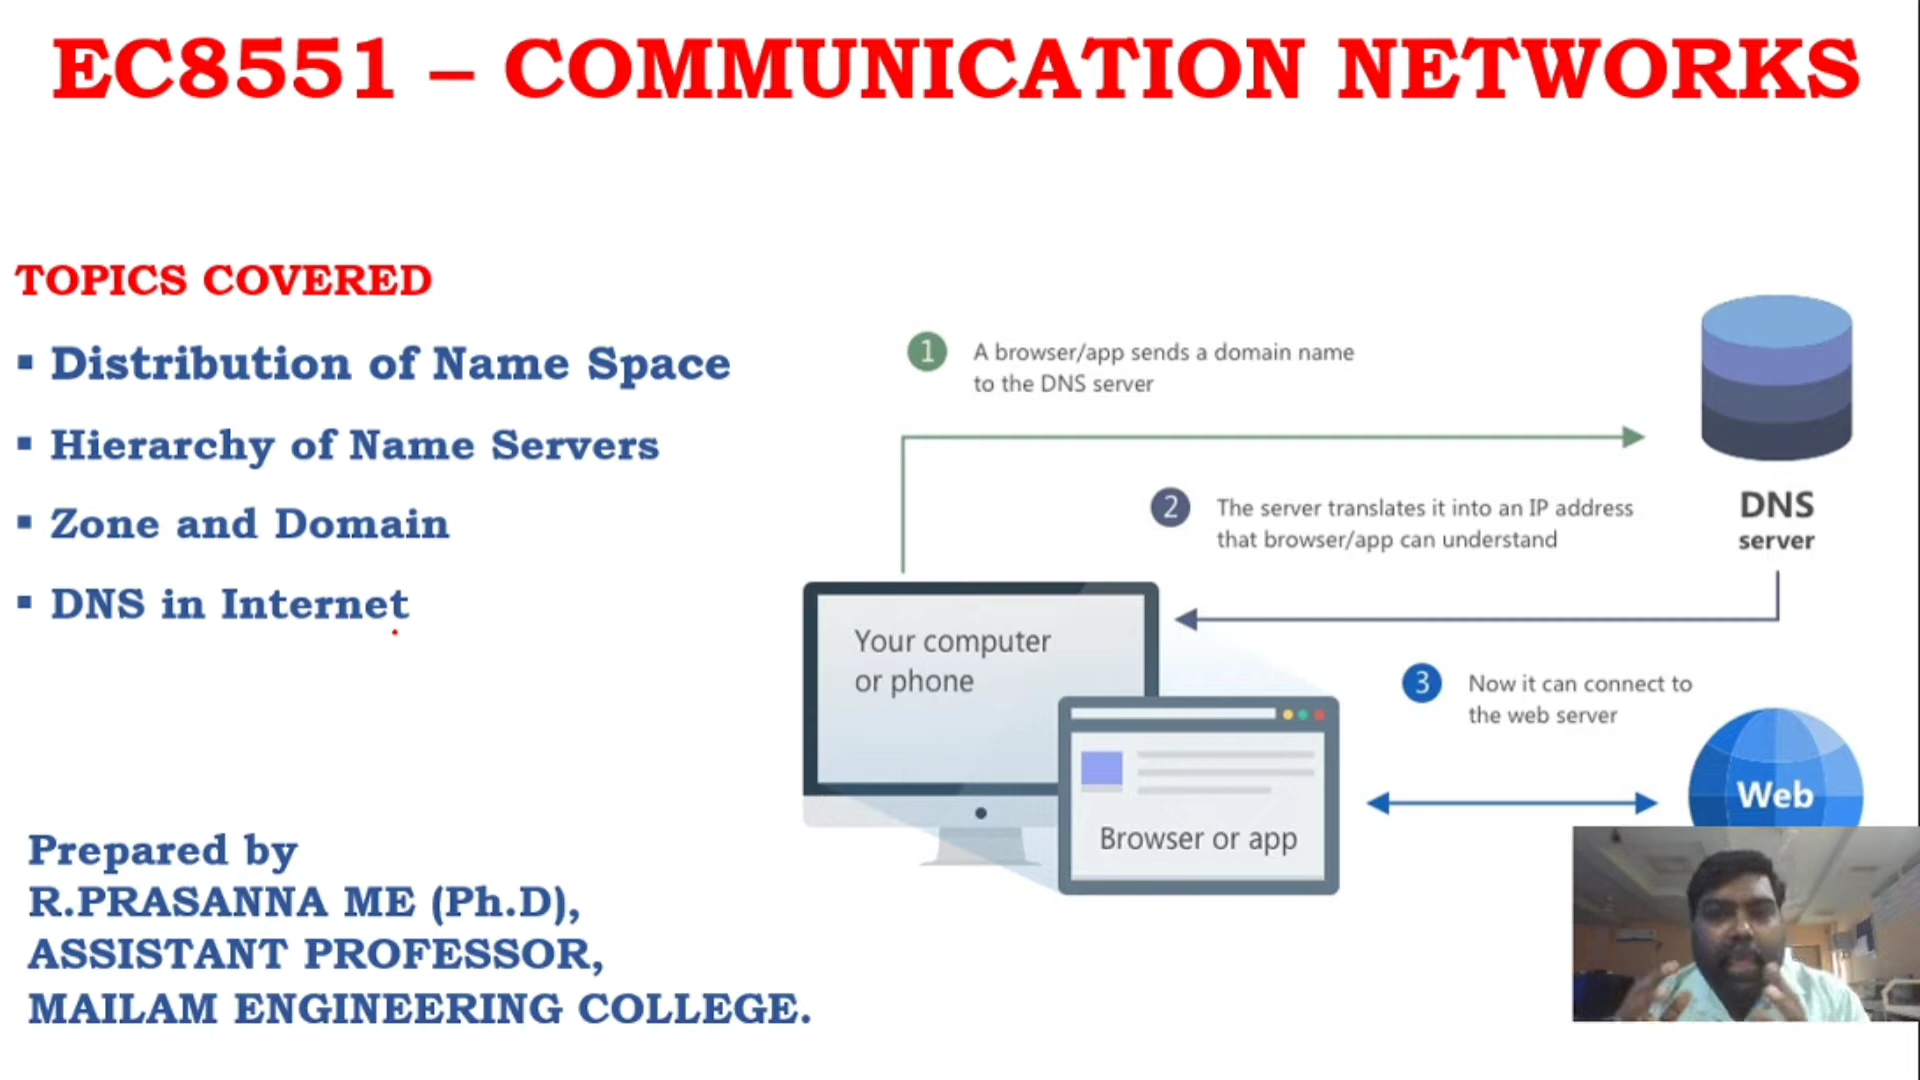 EC8551 – COMMUNICATION NETWORKS
TOPICS COVERED
▪ Distribution of Name Space
▪ Hierarchy of Name Servers
▪ Zone and Domain
▪ DNS in Internet
Prepared by
R.PRASANNA ME (Ph.D),
ASSISTANT PROFESSOR,
MAILAM ENGINEERING COLLEGE.
1 A browser/app sends a domain name
to the DNS server
DNS
server
2 The server translates it into an IP address
that browser/app can understand
Your computer
or phone
3 Now it can connect to
the web server
Web
Browser or app